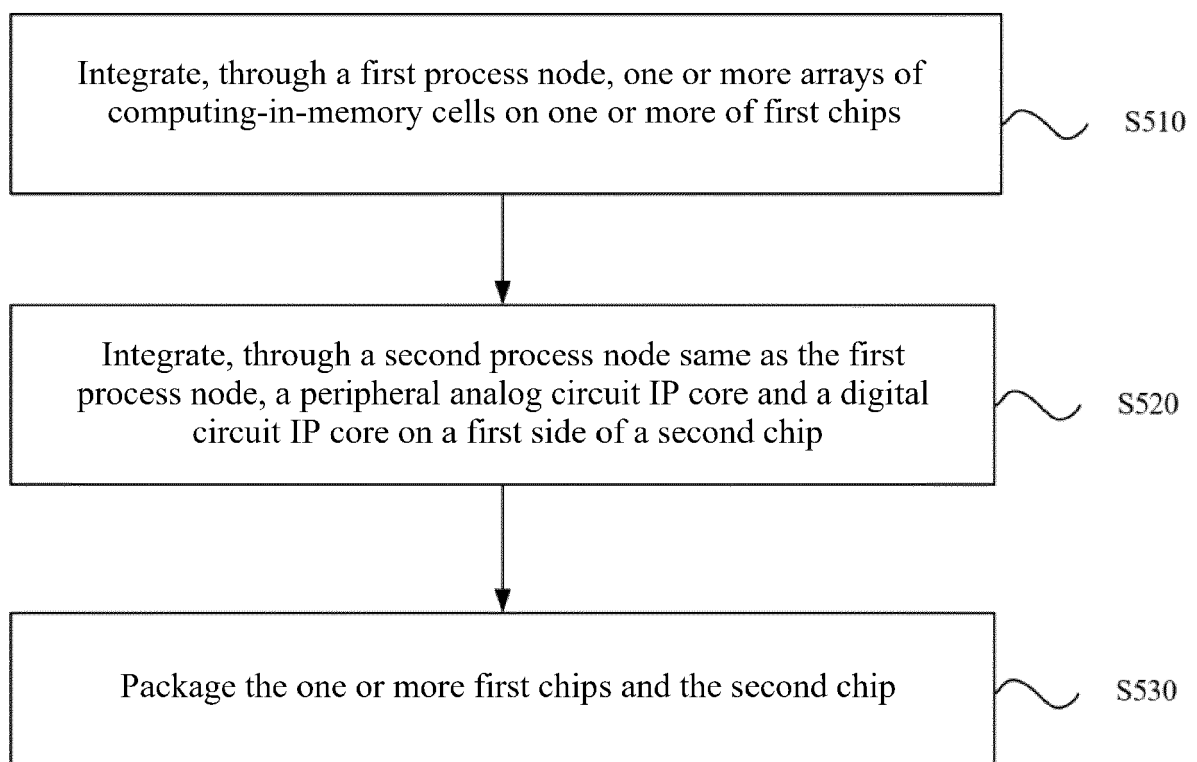 Integrate, through a first process node, one or more arrays of
computing-in-memory cells on one or more of first chips
S510
Integrate, through a second process node same as the first
process node, a peripheral analog circuit IP core and a digital
circuit IP core on a first side of a second chip
S520
Package the one or more first chips and the second chip
S530